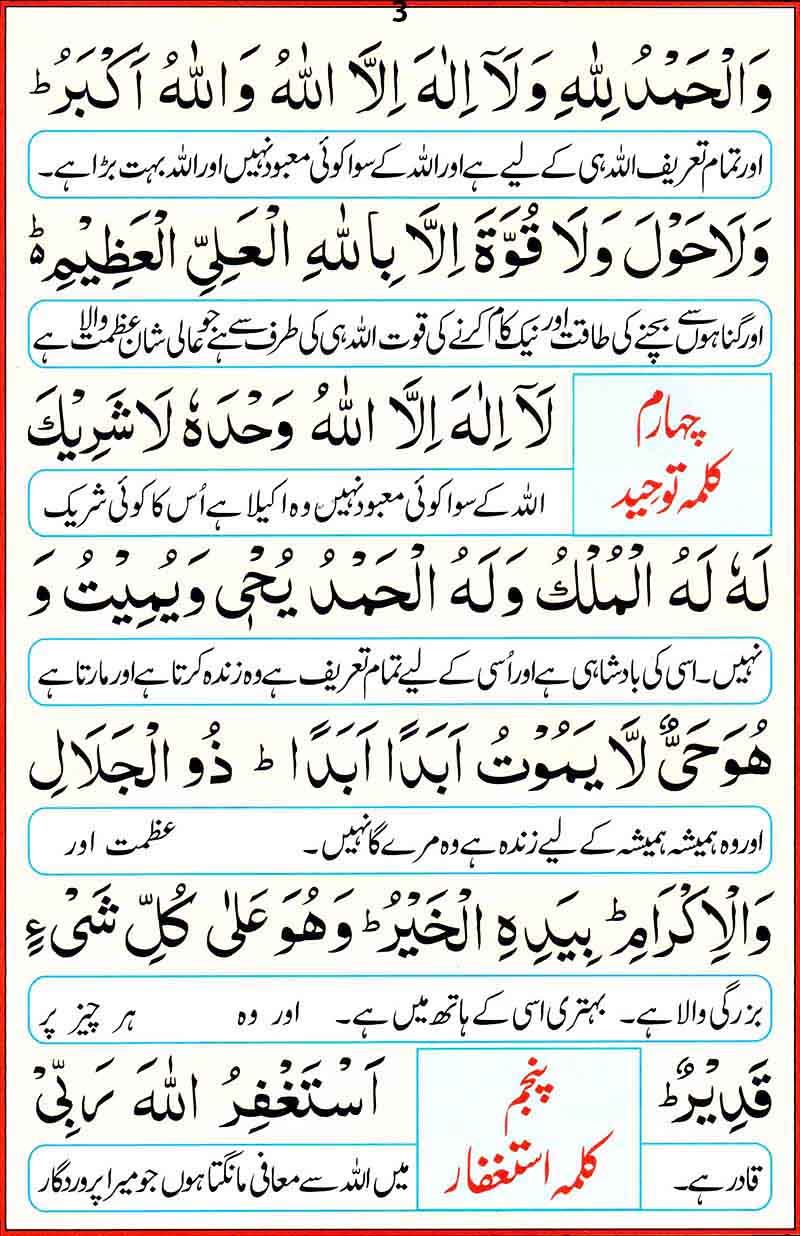 3
وَالْحَمْدُ لِلّٰهِ وَلَآ اِلٰهَ اِلَّا اللّٰهُ وَاللّٰهُ اَكْبَرُ ؕ
اور تمام تعریف اللہ ہی کے لیے ہے اور اللہ کے سوا کوئی معبود نہیں اور اللہ بہت بڑا ہے۔
وَلَا حَوْلَ وَلَا قُوَّةَ اِلَّا بِاللّٰهِ الْعَلِيِّ الْعَظِيْمِ ؕ
اور گناہوں سے بچنے کی طاقت اور نیک کام کرنے کی قوت اللہ ہی کی طرف سے ہے جو عالی شان عظمت والا ہے
چہارم
کلمہ توحید
لَآ اِلٰهَ اِلَّا اللّٰهُ وَحْدَهٗ لَا شَرِيْكَ
اللہ کے سوا کوئی معبود نہیں وہ اکیلا ہے اُس کا کوئی شریک
لَهٗ لَهُ الْمُلْكُ وَلَهُ الْحَمْدُ يُحْيٖ وَيُمِيْتُ وَ
نہیں۔ اسی کی بادشاہی ہے اور اُسی کے لیے تمام تعریف ہے وہ زندہ کرتا ہے اور مارتا ہے
هُوَ حَيٌّ لَّا يَمُوْتُ اَبَدًا اَبَدًا ؕ ذُو الْجَلَالِ
اور وہ ہمیشہ ہمیشہ کے لیے زندہ ہے وہ مرے گا نہیں۔ عظمت اور
وَالْاِكْرَامِ ؕ بِيَدِهِ الْخَيْرُ ؕ وَهُوَ عَلٰى كُلِّ شَیْءٍ
بزرگی والا ہے۔ بہتری اسی کے ہاتھ میں ہے۔ اور وہ ہر چیز پر
قَدِيْرٌ ؕ
قادر ہے۔
پنجم
کلمہ استغفار
اَسْتَغْفِرُ اللّٰهَ رَبِّیْ
میں اللہ سے معافی مانگتا ہوں جو میرا پروردگار